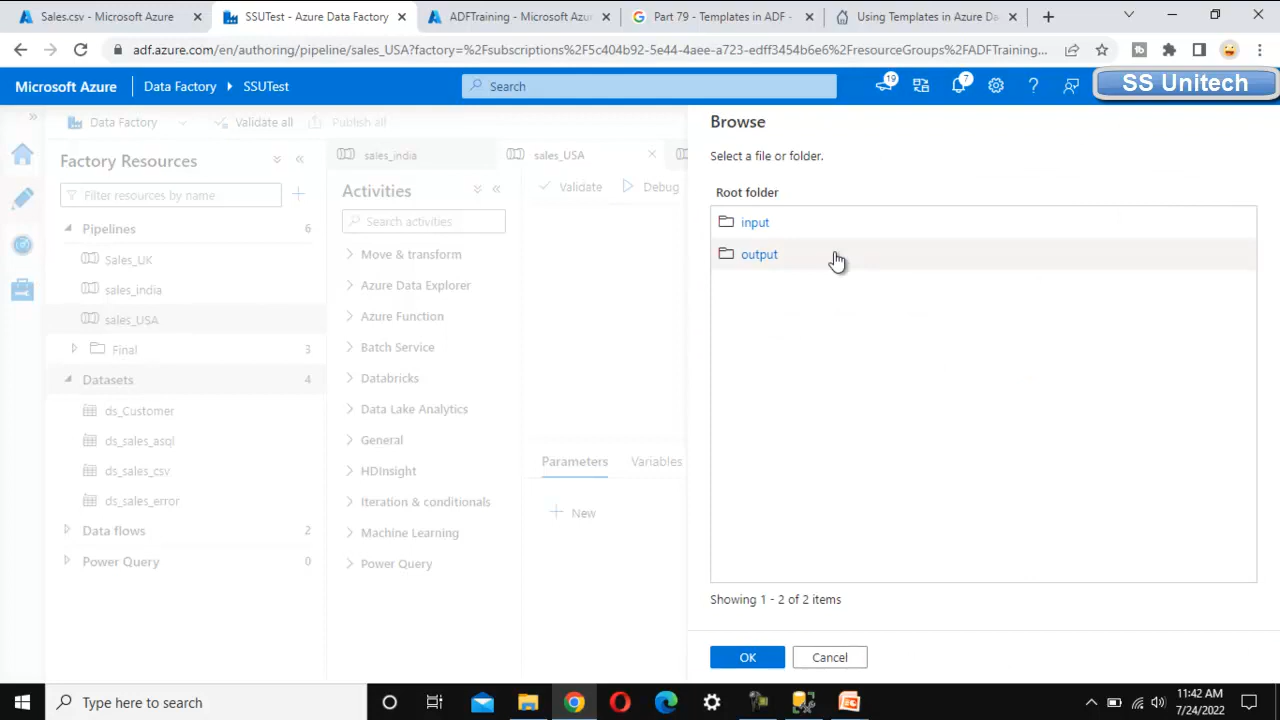 Sales.csv - Microsoft Azure
SSUTest - Azure Data Factory
ADFTraining - Microsoft Azur
Part 79 - Templates in ADF -
Using Templates in Azure Da
adf.azure.com/en/authoring/pipeline/sales_USA?factory=%2Fsubscriptions%2F5c404b92-5e44-4aee-a723-edff3454b6e6%2FresourceGroups%2FADFTraining...
Microsoft Azure
Data Factory
SSUTest
Search
19
7
SS Unitech
Data Factory
Validate all
Publish all
Browse
Factory Resources
sales_india
sales_USA
Select a file or folder.
Filter resources by name
Activities
Validate
Debug
Root folder
Pipelines
6
Search activities
input
Sales_UK
Move & transform
output
sales_india
Azure Data Explorer
sales_USA
Azure Function
Final
3
Batch Service
Datasets
4
Databricks
ds_Customer
Data Lake Analytics
ds_sales_asql
General
Parameters
Variables
ds_sales_csv
HDInsight
ds_sales_error
Iteration & conditionals
New
Data flows
2
Machine Learning
Power Query
0
Power Query
Showing 1 - 2 of 2 items
OK
Cancel
Type here to search
11:42 AM
7/24/2022